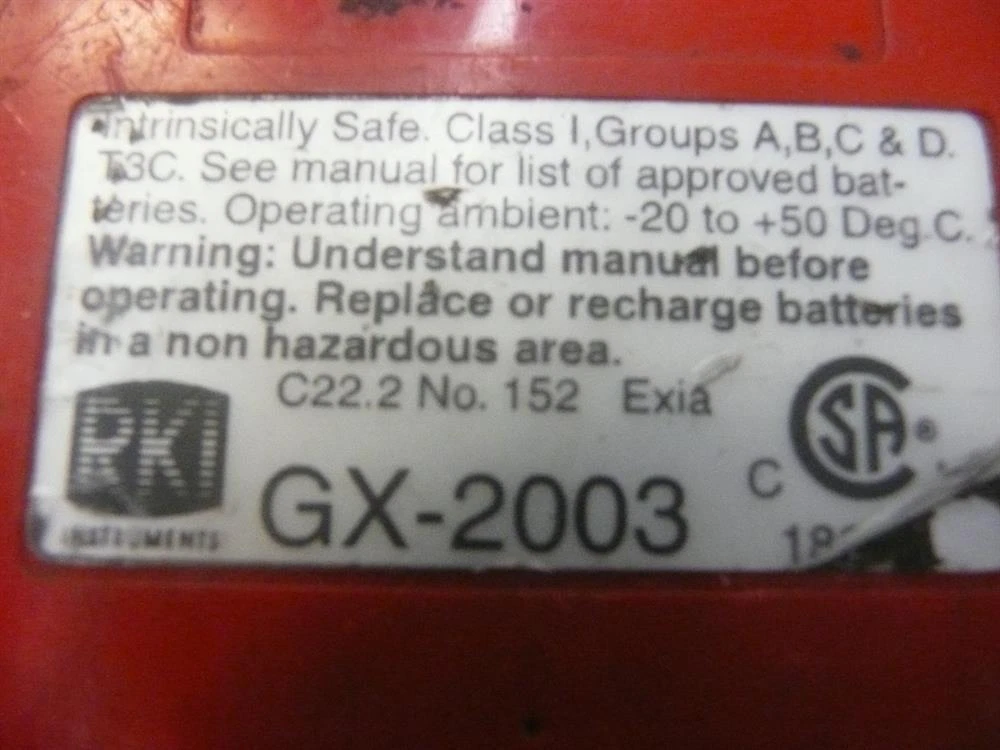 Intrinsically Safe. Class I,Groups A,B,C & D.
T3C. See manual for list of approved bat-
teries. Operating ambient: -20 to +50 Deg C.
Warning: Understand manual before
operating. Replace or recharge batteries
in a non hazardous area.
C22.2 No. 152 Exia
RKI
INSTRUMENTS
GX-2003
C SA ®